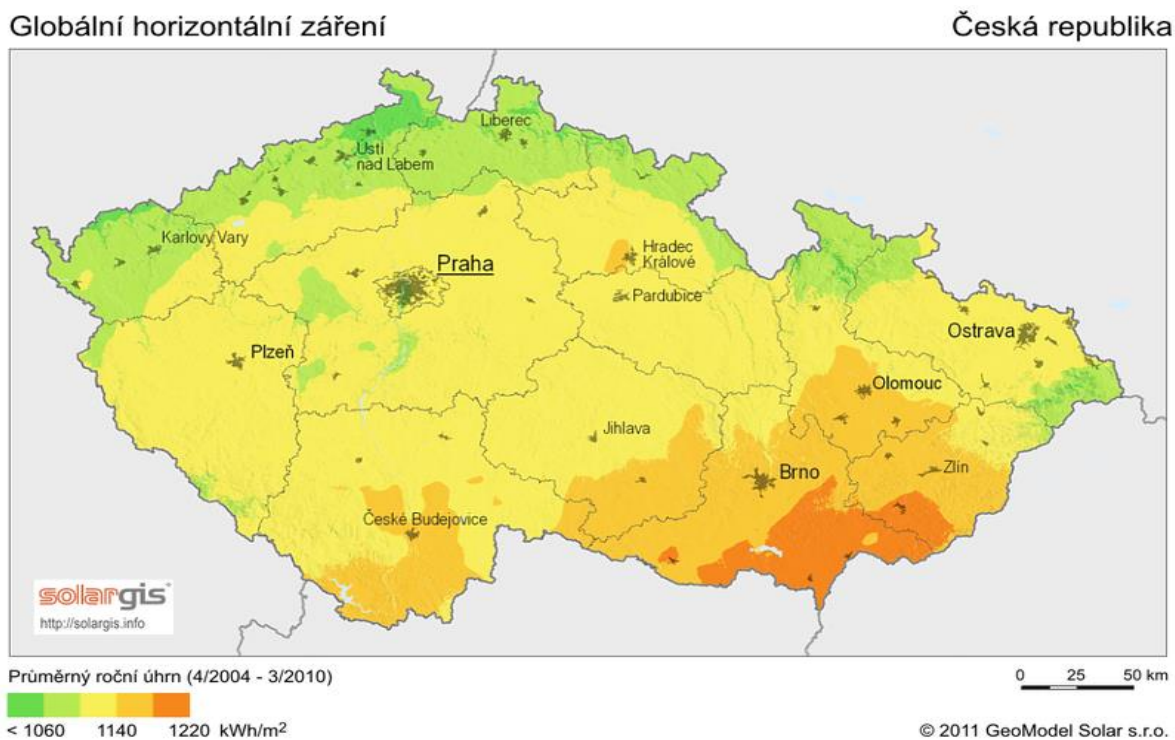 Globální horizontální záření
Česká republika
Liberec
Ústí
nad Labem
Karlovy Vary
Praha
Hradec
Králové
Pardubice
Plzeň
Ostrava
Olomouc
Jihlava
Brno
Zlín
České Budejovice
solargis
http://solargis.info
Průměrný roční úhrn (4/2004 - 3/2010)
0 25 50 km
< 1060 1140 1220 kWh/m²
© 2011 GeoModel Solar s.r.o.